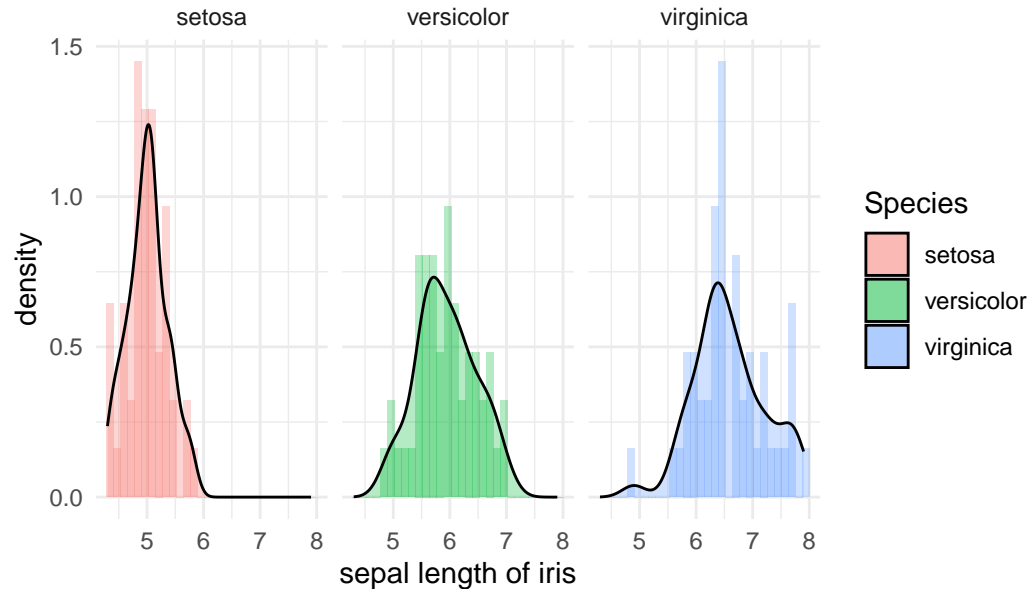 setosa
versicolor
virginica
1.5
1.0
0.5
0.0
density
5 6 7 8
5 6 7 8
5 6 7 8
sepal length of iris
Species
setosa
versicolor
virginica